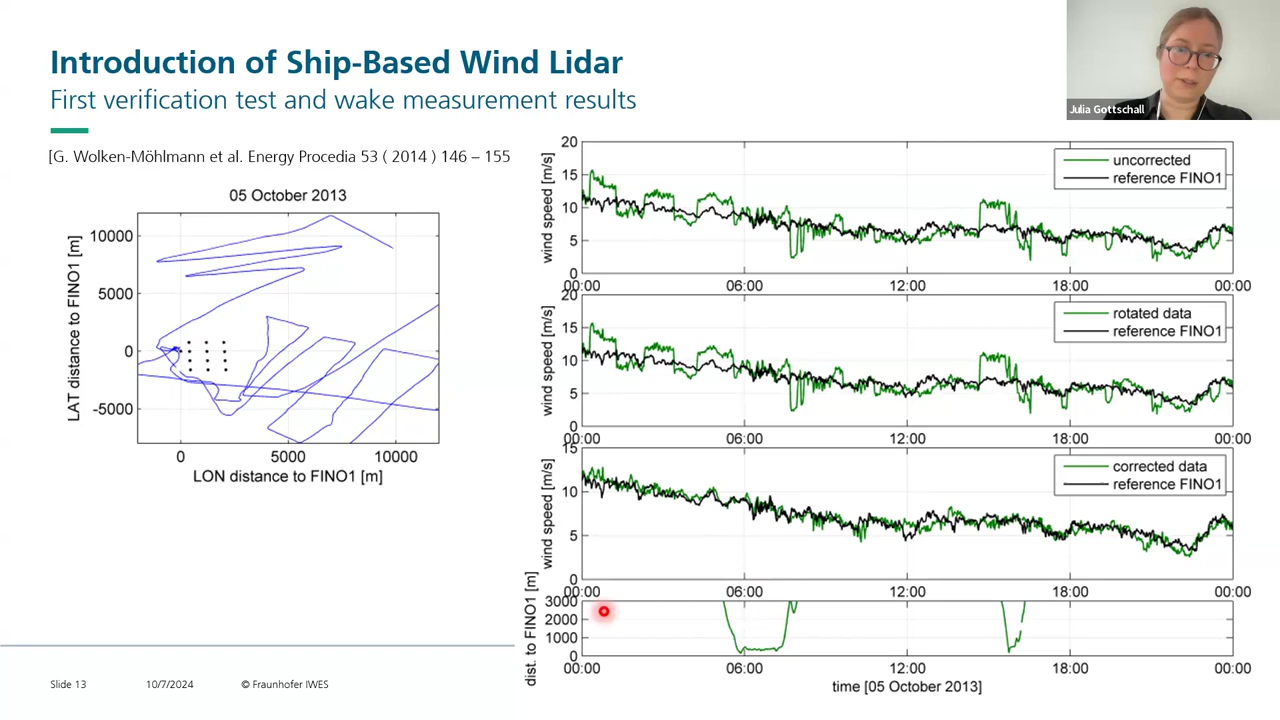 Introduction of Ship-Based Wind Lidar
First verification test and wake measurement results
Julia Gottschall
[G. Wolken-Möhlmann et al. Energy Procedia 53 ( 2014 ) 146 – 155
05 October 2013
10000
5000
0
-5000
LAT distance to FINO1 [m]
0 5000 10000
LON distance to FINO1 [m]
20
15
10
5
0
wind speed [m/s]
uncorrected
reference FINO1
00:00 06:00 12:00 18:00 00:00
20
15
10
5
0
wind speed [m/s]
rotated data
reference FINO1
00:00 06:00 12:00 18:00 00:00
15
10
5
0
wind speed [m/s]
corrected data
reference FINO1
00:00 06:00 12:00 18:00 00:00
3000
2000
1000
0
dist. to FINO1 [m]
00:00 06:00 12:00 18:00 00:00
time [05 October 2013]
Slide 13 10/7/2024 © Fraunhofer IWES